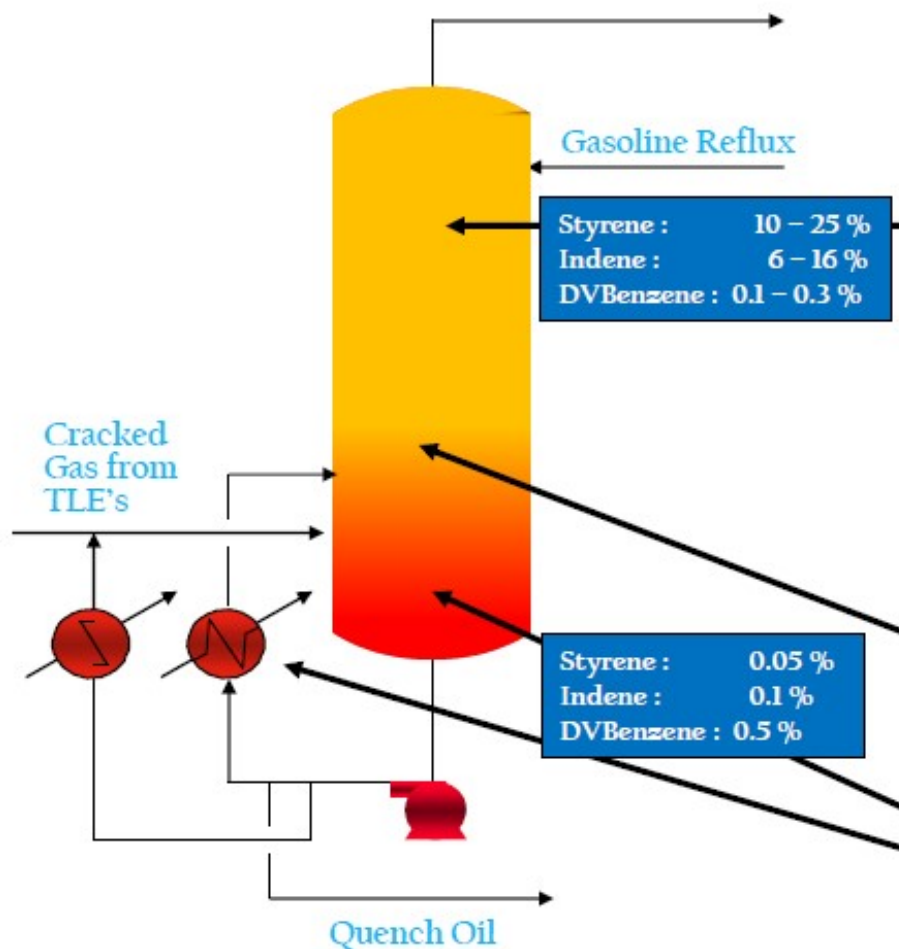 Gasoline Reflux
Styrene : 10 – 25 %
Indene : 6 – 16 %
DVBenzene : 0.1 – 0.3 %
Cracked
Gas from
TLE's
Styrene : 0.05 %
Indene : 0.1 %
DVBenzene : 0.5 %
Quench Oil